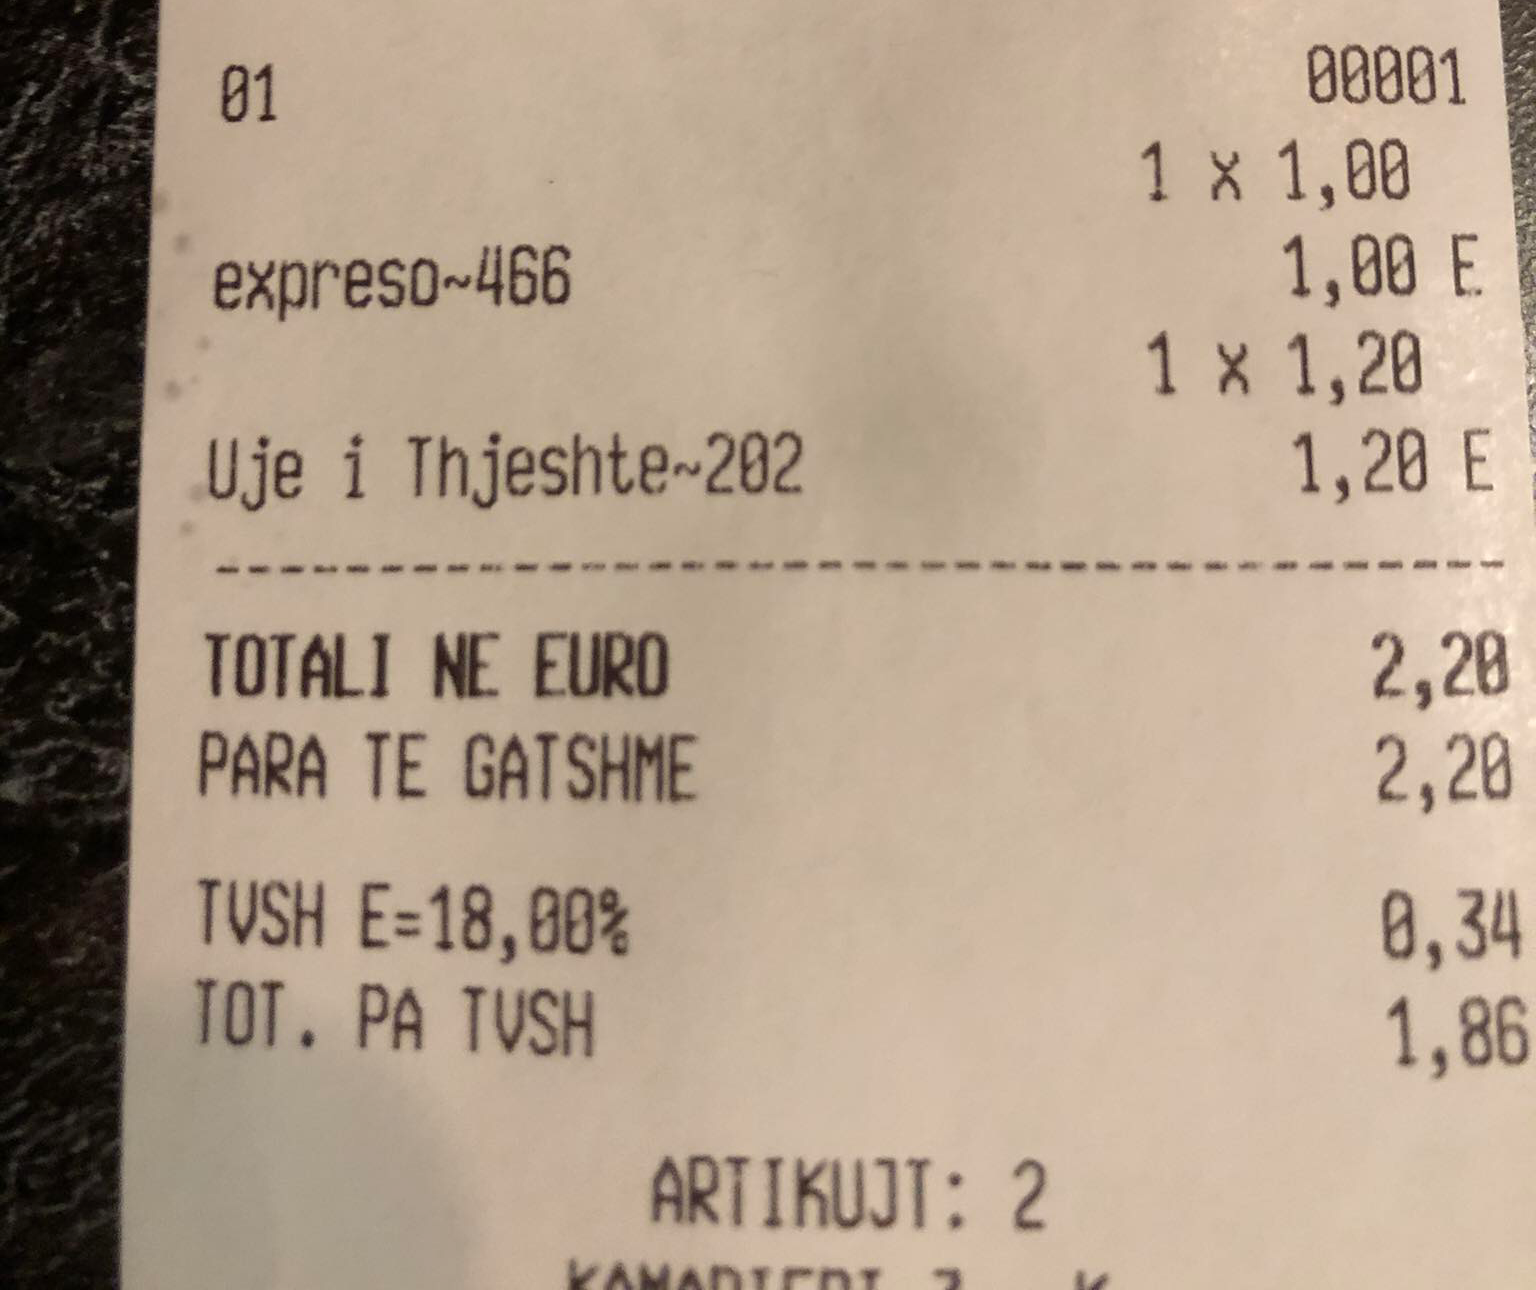 01 00001
1 x 1,00
expreso~466 1,00 E
1 x 1,20
Uje i Thjeshte~202 1,20 E
--------------------------------
TOTALI NE EURO 2,20
PARA TE GATSHME 2,20
TVSH E=18,00% 0,34
TOT. PA TVSH 1,86
ARTIKUJT: 2